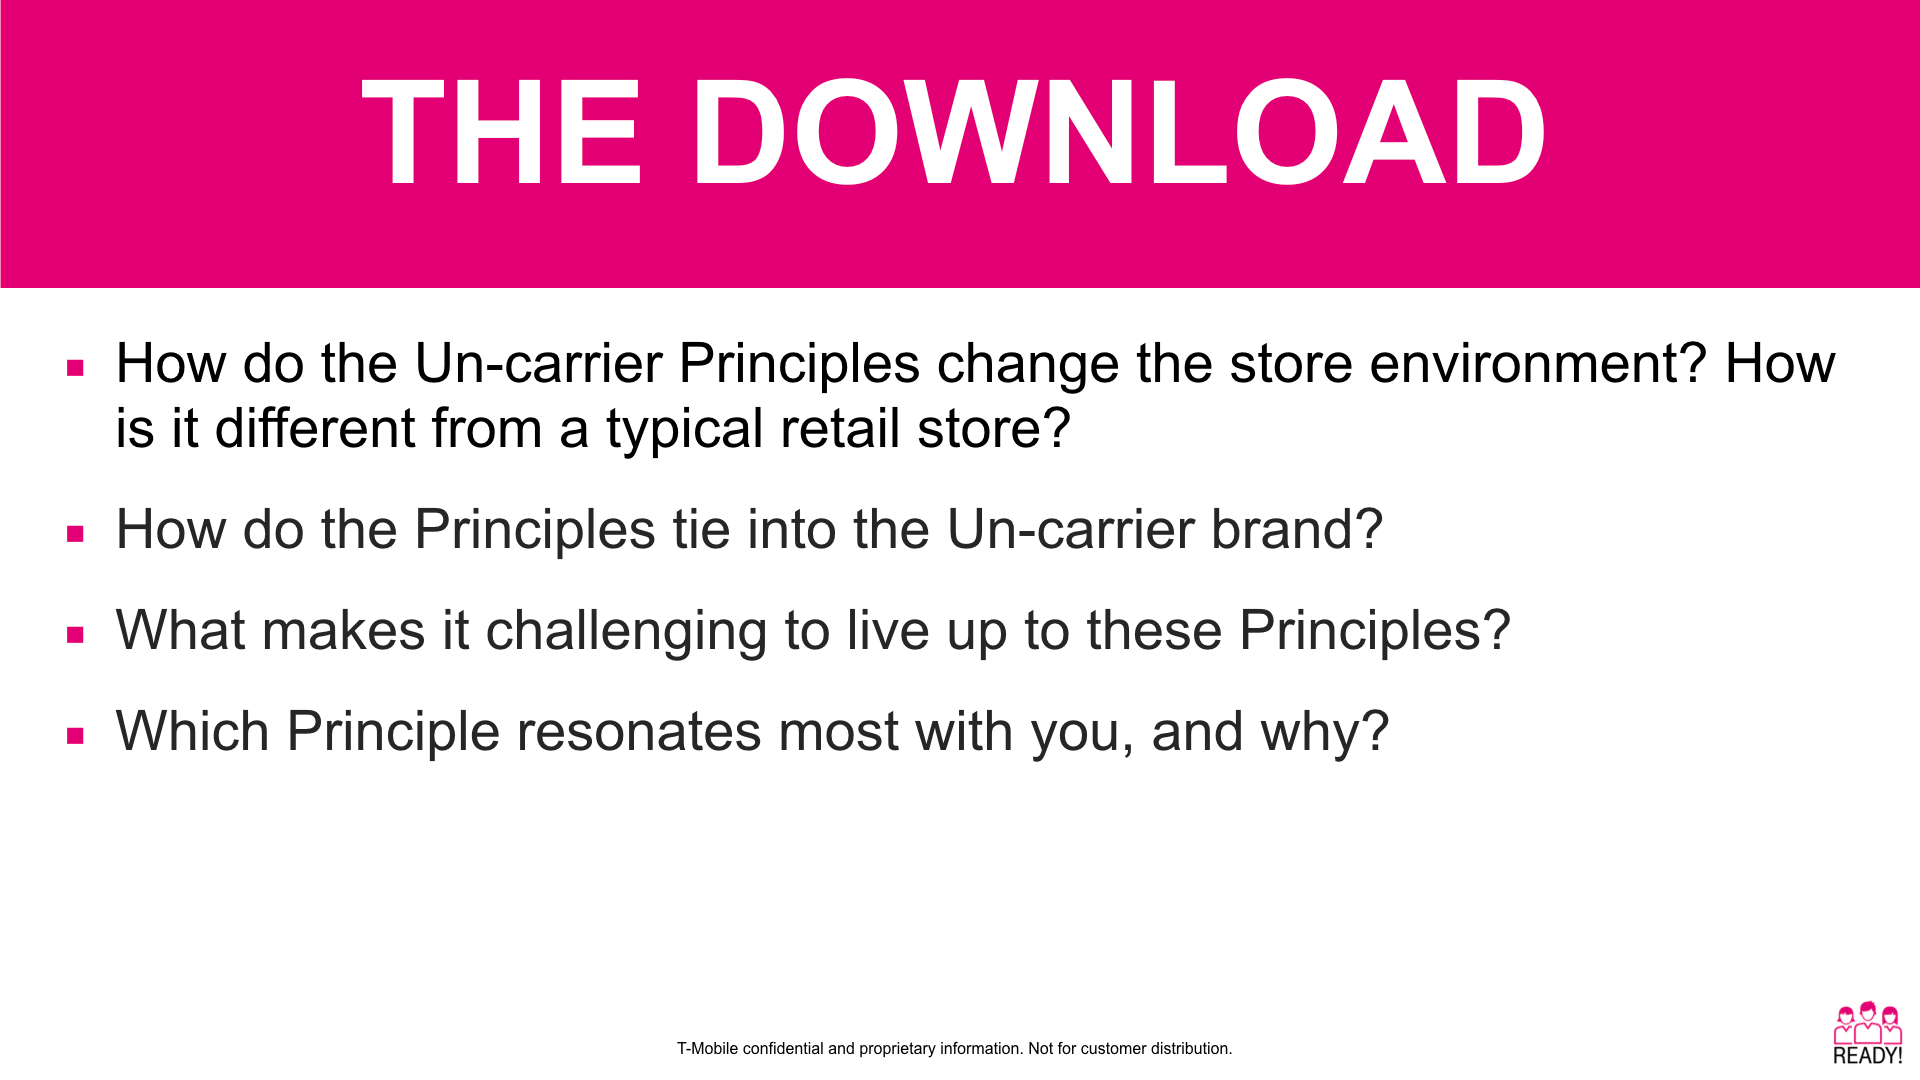 THE DOWNLOAD
How do the Un-carrier Principles change the store environment? How
is it different from a typical retail store?
How do the Principles tie into the Un-carrier brand?
What makes it challenging to live up to these Principles?
Which Principle resonates most with you, and why?
T-Mobile confidential and proprietary information. Not for customer distribution.
READY!